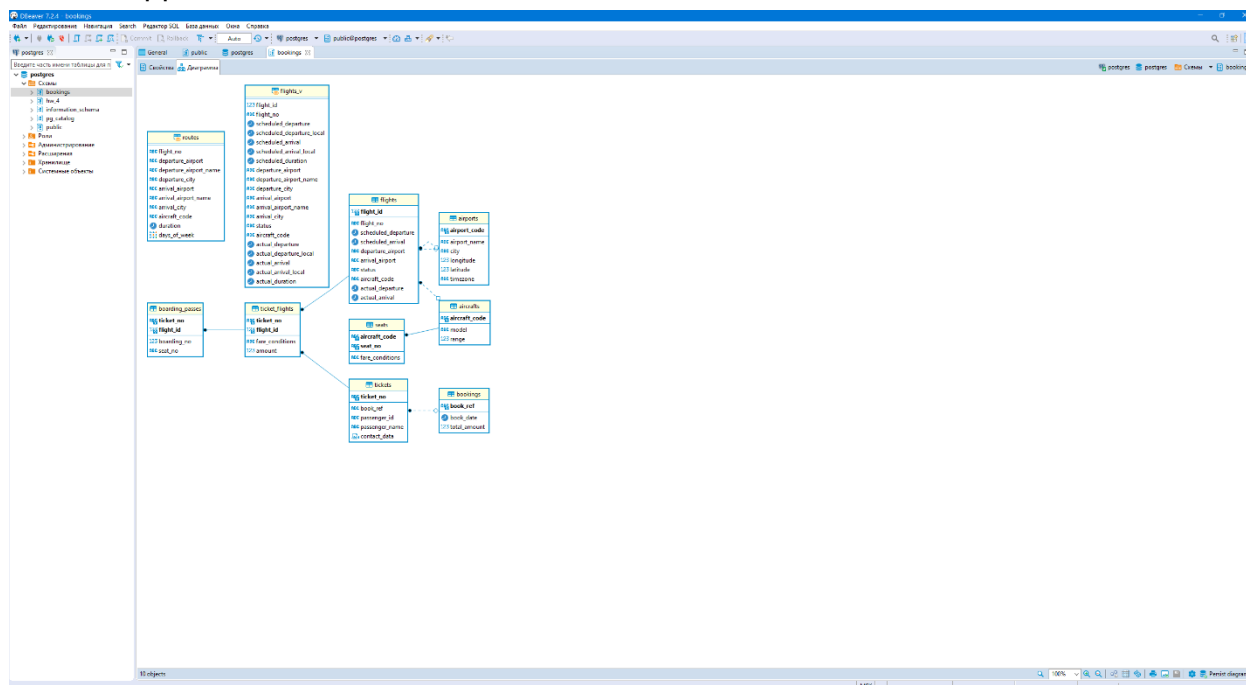 DBeaver 7.2.4 - bookings
Файл Редактирование Навигация Search Редактор SQL База данных Окна Справка
Commit Rollback Auto postgres public@postgres
postgres General public postgres bookings
Введите часть имени таблицы для п Свойства Диаграмма postgres postgres Схемы booking
postgres
Схемы
bookings
hw_4
information_schema
pg_catalog
public
Роли
Администрирование
Расширения
Хранилище
Системные объекты
routes
flight_no
departure_airport
departure_airport_name
departure_city
arrival_airport
arrival_airport_name
arrival_city
aircraft_code
duration
days_of_week
flights_v
flight_id
flight_no
scheduled_departure
scheduled_departure_local
scheduled_arrival
scheduled_arrival_local
scheduled_duration
departure_airport
departure_airport_name
departure_city
arrival_airport
arrival_airport_name
arrival_city
status
aircraft_code
actual_departure
actual_departure_local
actual_arrival
actual_arrival_local
actual_duration
flights
flight_id
flight_no
scheduled_departure
scheduled_arrival
departure_airport
arrival_airport
status
aircraft_code
actual_departure
actual_arrival
airports
airport_code
airport_name
city
longitude
latitude
timezone
boarding_passes
ticket_no
flight_id
boarding_no
seat_no
ticket_flights
ticket_no
flight_id
fare_conditions
amount
seats
aircraft_code
seat_no
fare_conditions
aircrafts
aircraft_code
model
range
tickets
ticket_no
book_ref
passenger_id
passenger_name
contact_data
bookings
book_ref
book_date
total_amount
10 objects 100% Persist diagram